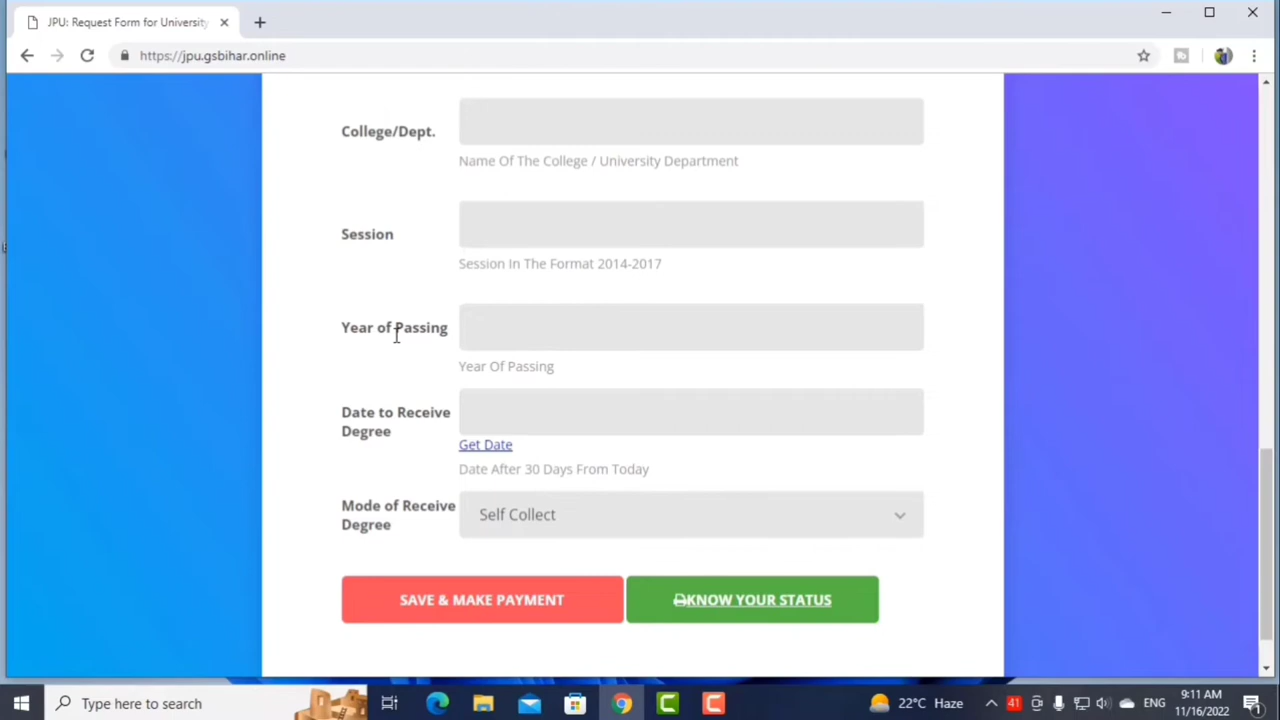 JPU: Request Form for University
https://jpu.gsbihar.online
College/Dept.
Name Of The College / University Department
Session
Session In The Format 2014-2017
Year of Passing
Year Of Passing
Date to Receive
Degree
Get Date
Date After 30 Days From Today
Mode of Receive
Degree
Self Collect
SAVE & MAKE PAYMENT
KNOW YOUR STATUS
Type here to search
22°C Haze
41
ENG
9:11 AM
11/16/2022
1